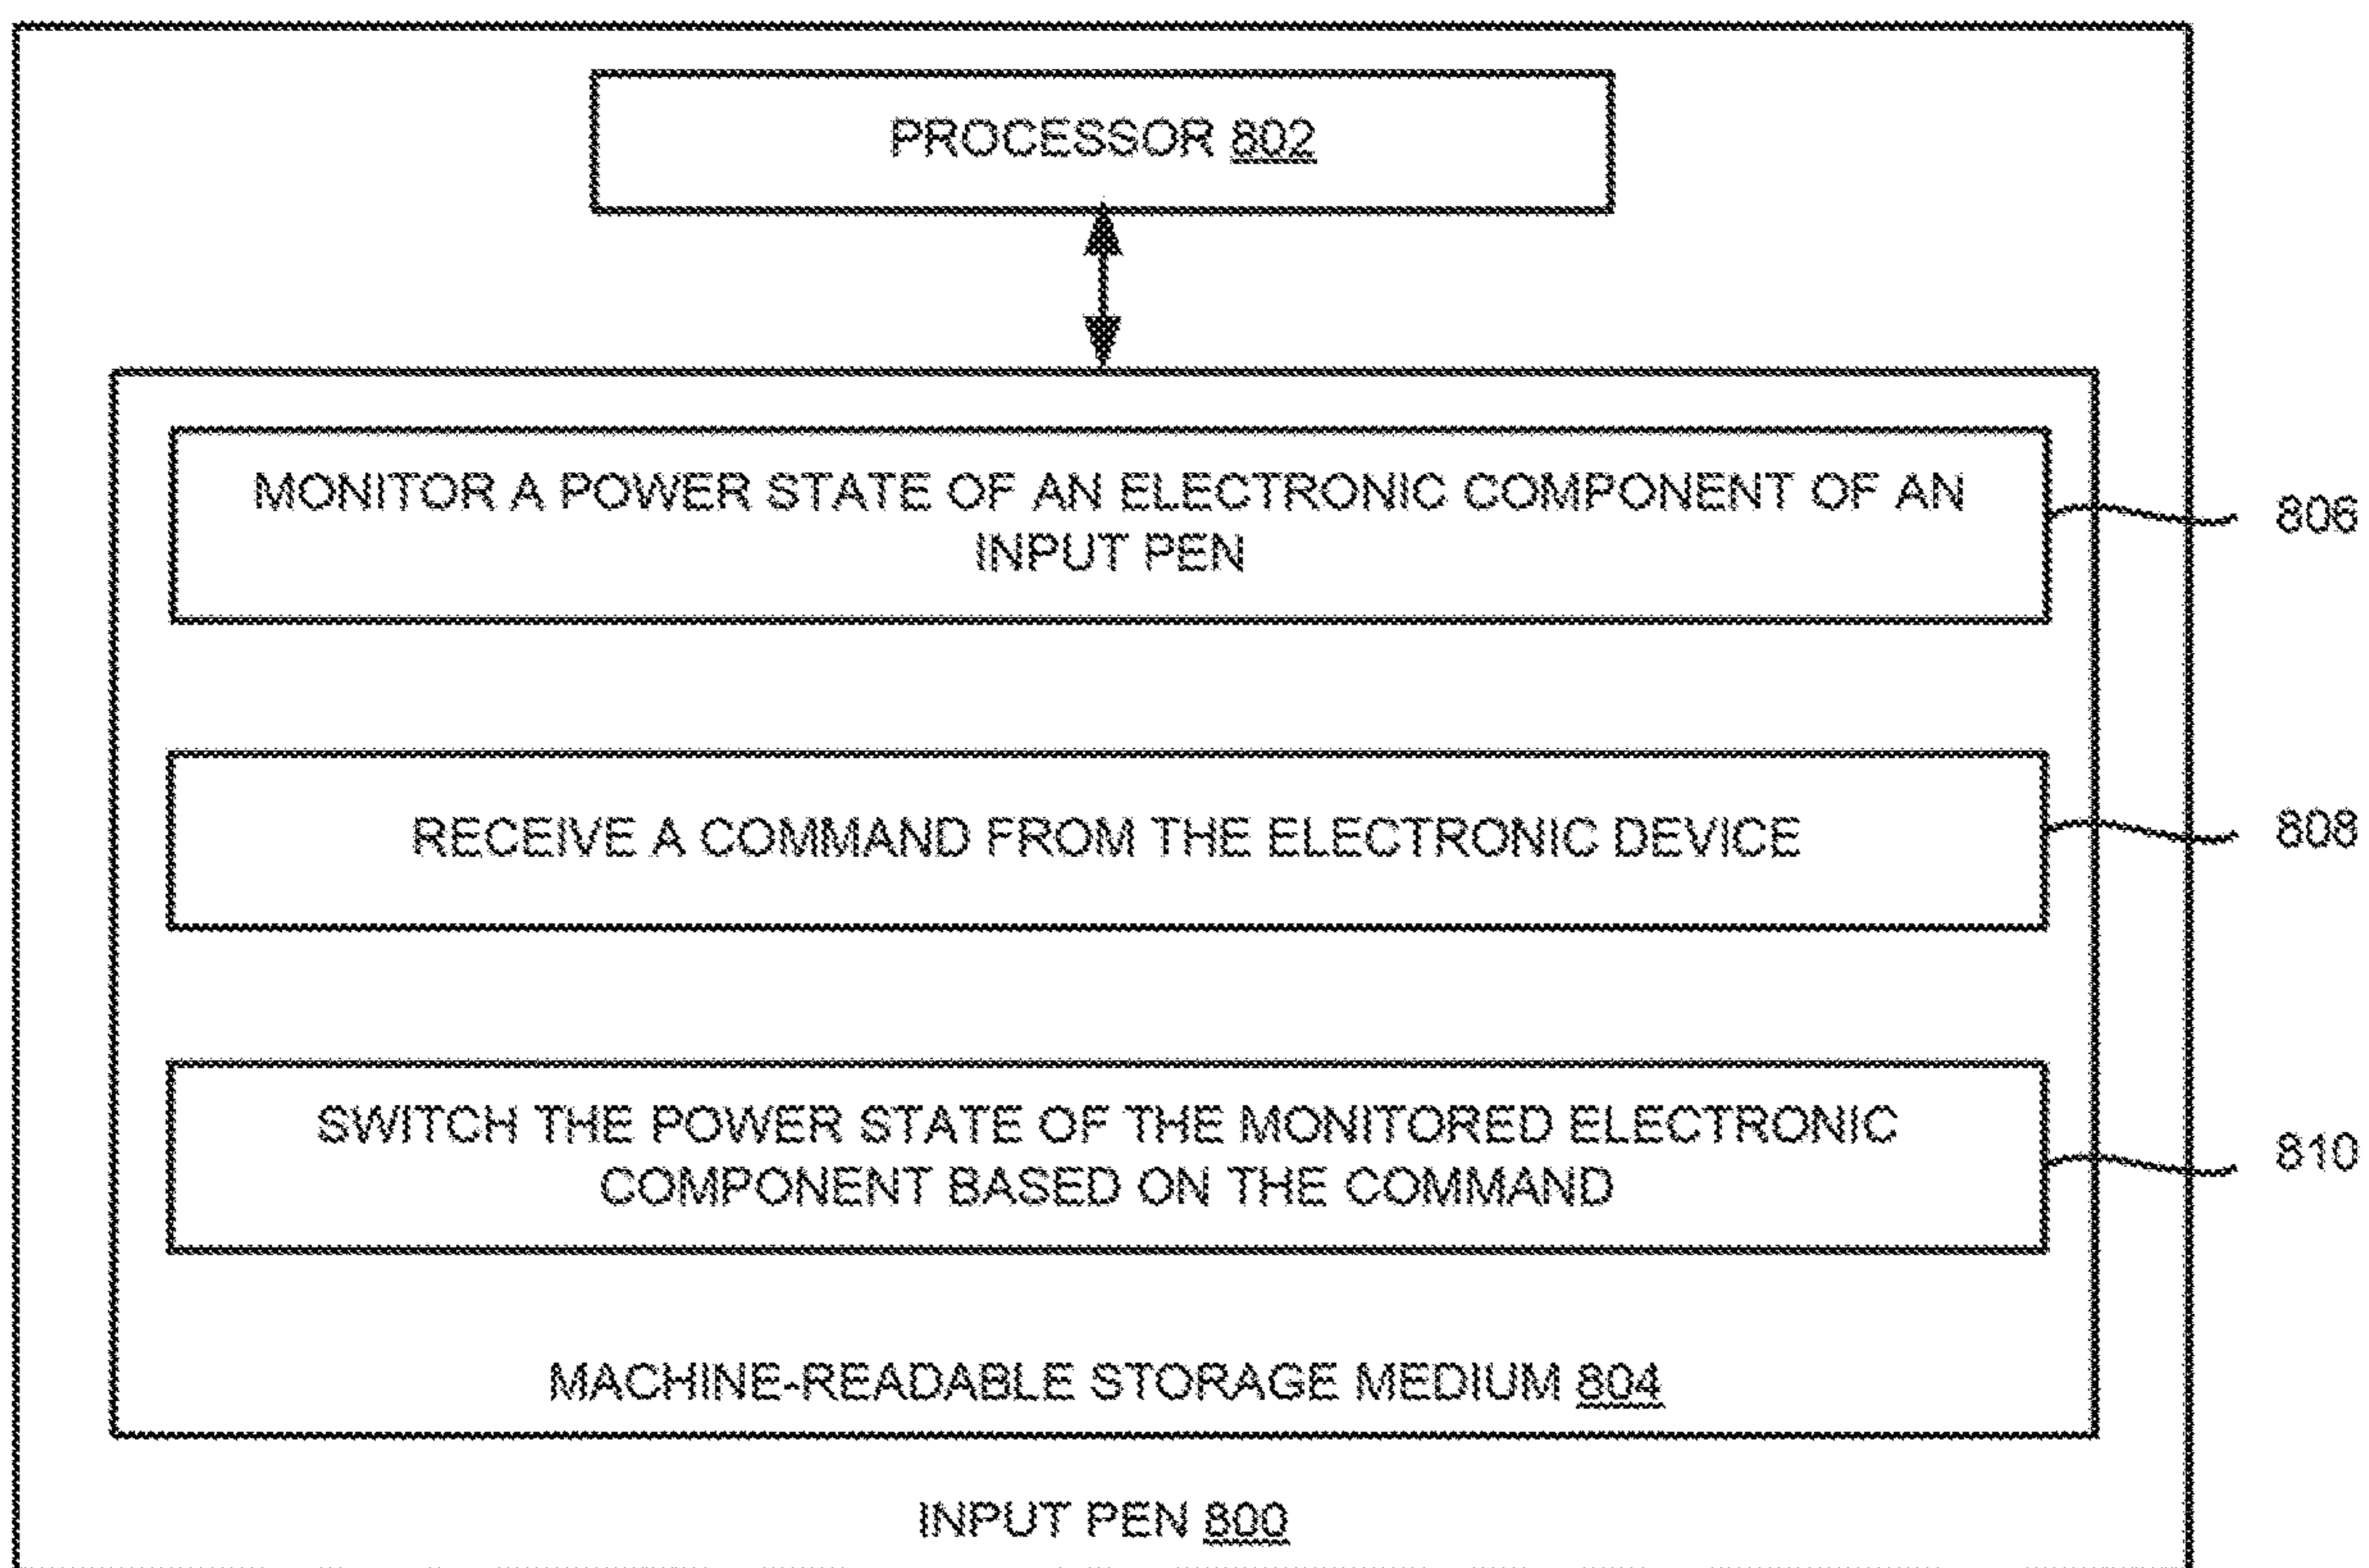 PROCESSOR 802
MONITOR A POWER STATE OF AN ELECTRONIC COMPONENT OF AN
INPUT PEN
806
RECEIVE A COMMAND FROM THE ELECTRONIC DEVICE
808
SWITCH THE POWER STATE OF THE MONITORED ELECTRONIC
COMPONENT BASED ON THE COMMAND
810
MACHINE-READABLE STORAGE MEDIUM 804
INPUT PEN 800